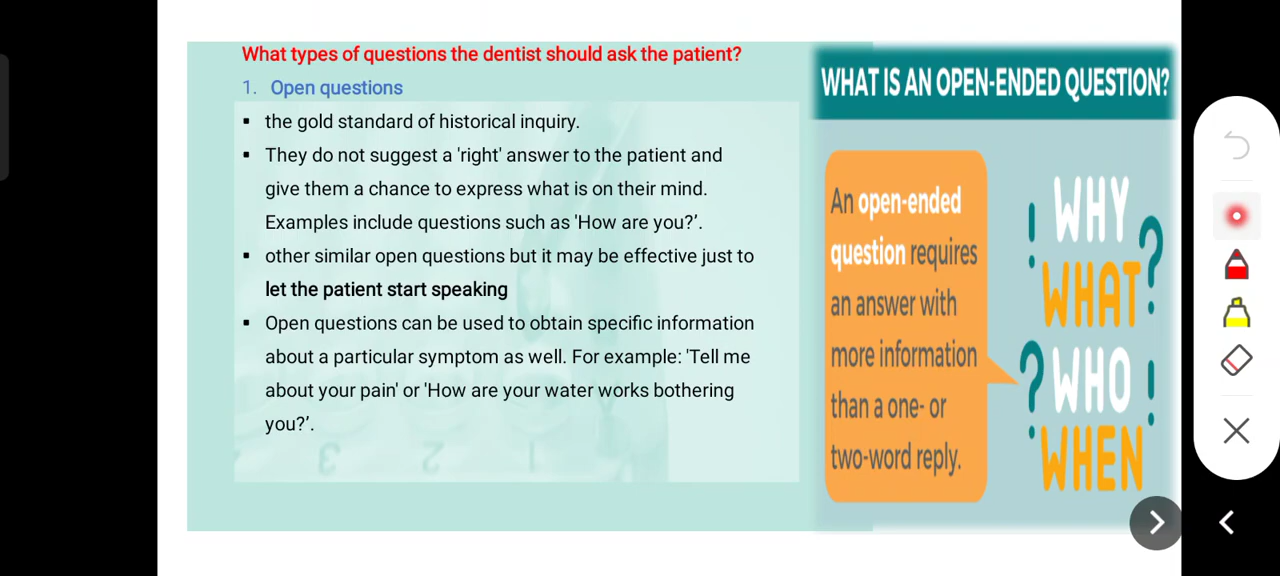 What types of questions the dentist should ask the patient?
1. Open questions
▪ the gold standard of historical inquiry.
▪ They do not suggest a 'right' answer to the patient and
give them a chance to express what is on their mind.
Examples include questions such as 'How are you?’.
▪ other similar open questions but it may be effective just to
let the patient start speaking
▪ Open questions can be used to obtain specific information
about a particular symptom as well. For example: 'Tell me
about your pain' or 'How are your water works bothering
you?’.
3 2 1
WHAT IS AN OPEN-ENDED QUESTION?
An open-ended
question requires
an answer with
more information
than a one- or
two-word reply.
! WHY
WHAT ?
? WHO !
WHEN